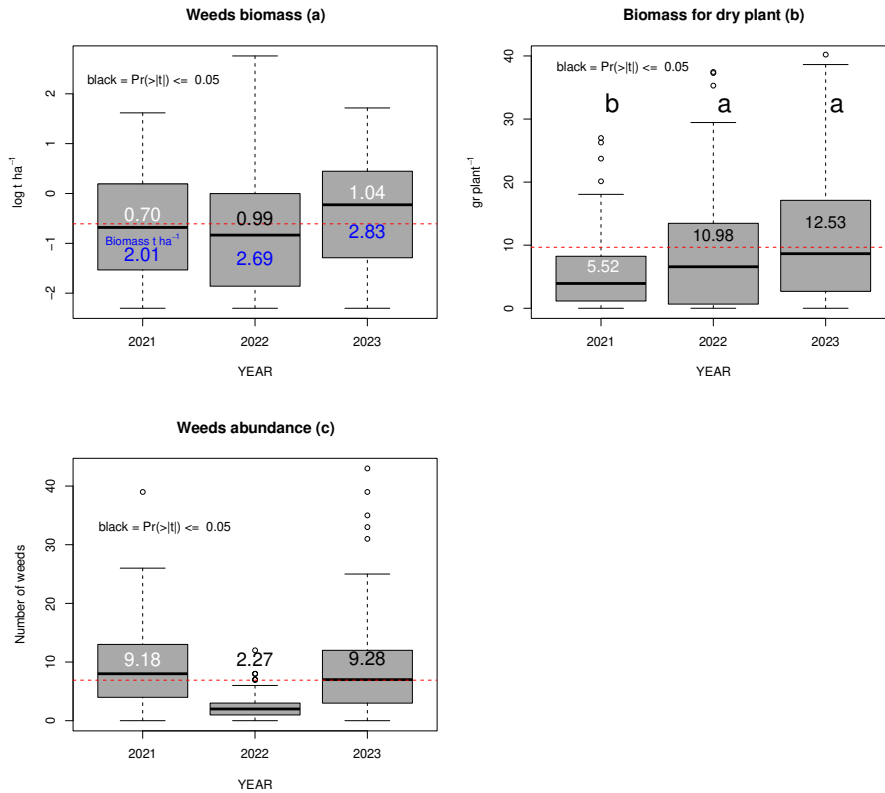 Weeds biomass (a)
black = Pr(>|t|) <= 0.05
log t ha⁻¹
2
1
0
−1
−2
0.70
0.99
1.04
Biomass t ha⁻¹
2.01
2.69
2.83
2021 2022 2023
YEAR
Biomass for dry plant (b)
black = Pr(>|t|) <= 0.05
b a a
gr plant⁻¹
40
30
20
10
0
5.52
10.98
12.53
2021 2022 2023
YEAR
Weeds abundance (c)
black = Pr(>|t|) <= 0.05
Number of weeds
40
30
20
10
0
9.18 2.27 9.28
2021 2022 2023
YEAR